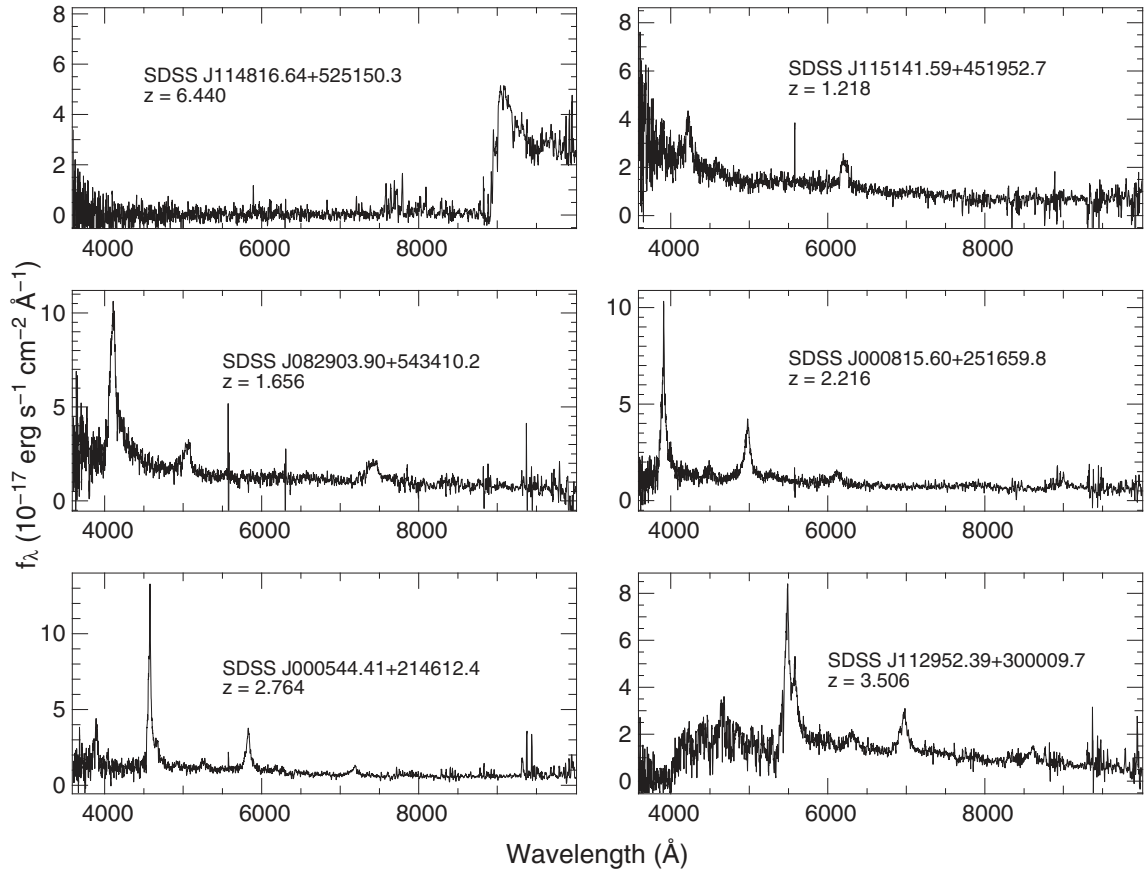 8
6
4
2
0
SDSS J114816.64+525150.3
z = 6.440
4000 6000 8000
8
6
4
2
0
SDSS J115141.59+451952.7
z = 1.218
4000 6000 8000
10
5
0
SDSS J082903.90+543410.2
z = 1.656
4000 6000 8000
10
5
0
SDSS J000815.60+251659.8
z = 2.216
4000 6000 8000
10
5
0
SDSS J000544.41+214612.4
z = 2.764
4000 6000 8000
8
6
4
2
0
SDSS J112952.39+300009.7
z = 3.506
4000 6000 8000
fλ (10⁻¹⁷ erg s⁻¹ cm⁻² Å⁻¹)
Wavelength (Å)